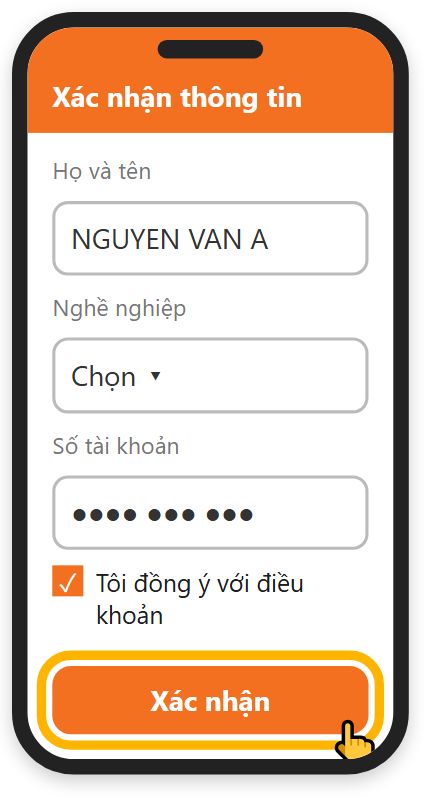 Xác nhận thông tin
Họ và tên
NGUYEN VAN A
Nghề nghiệp
Chọn ▼
Số tài khoản
●●●● ●●● ●●●
✓ Tôi đồng ý với điều
khoản
Xác nhận